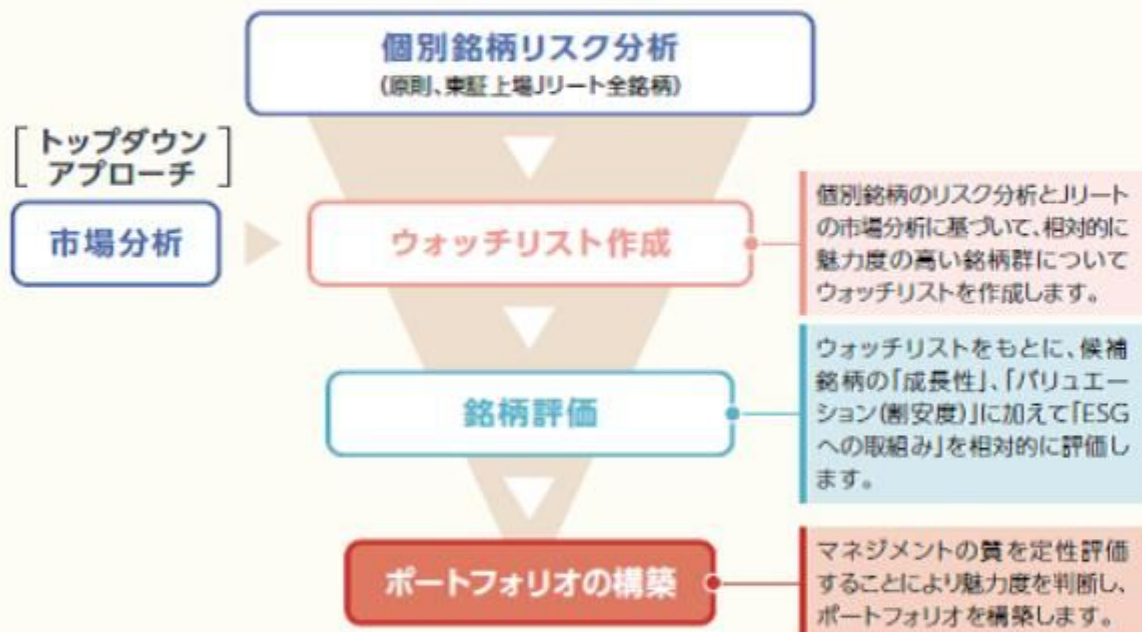 個別銘柄リスク分析
(原則、東証上場Jリート全銘柄)
[トップダウン
アプローチ]
市場分析
ウォッチリスト作成
個別銘柄のリスク分析とJリート
の市場分析に基づいて、相対的に
魅力度の高い銘柄群について
ウォッチリストを作成します。
銘柄評価
ウォッチリストをもとに、候補
銘柄の「成長性」、「バリュエー
ション(割安度)」に加えて「ESG
への取組み」を相対的に評価し
ます。
ポートフォリオの構築
マネジメントの質を定性評価
することにより魅力度を判断し、
ポートフォリオを構築します。